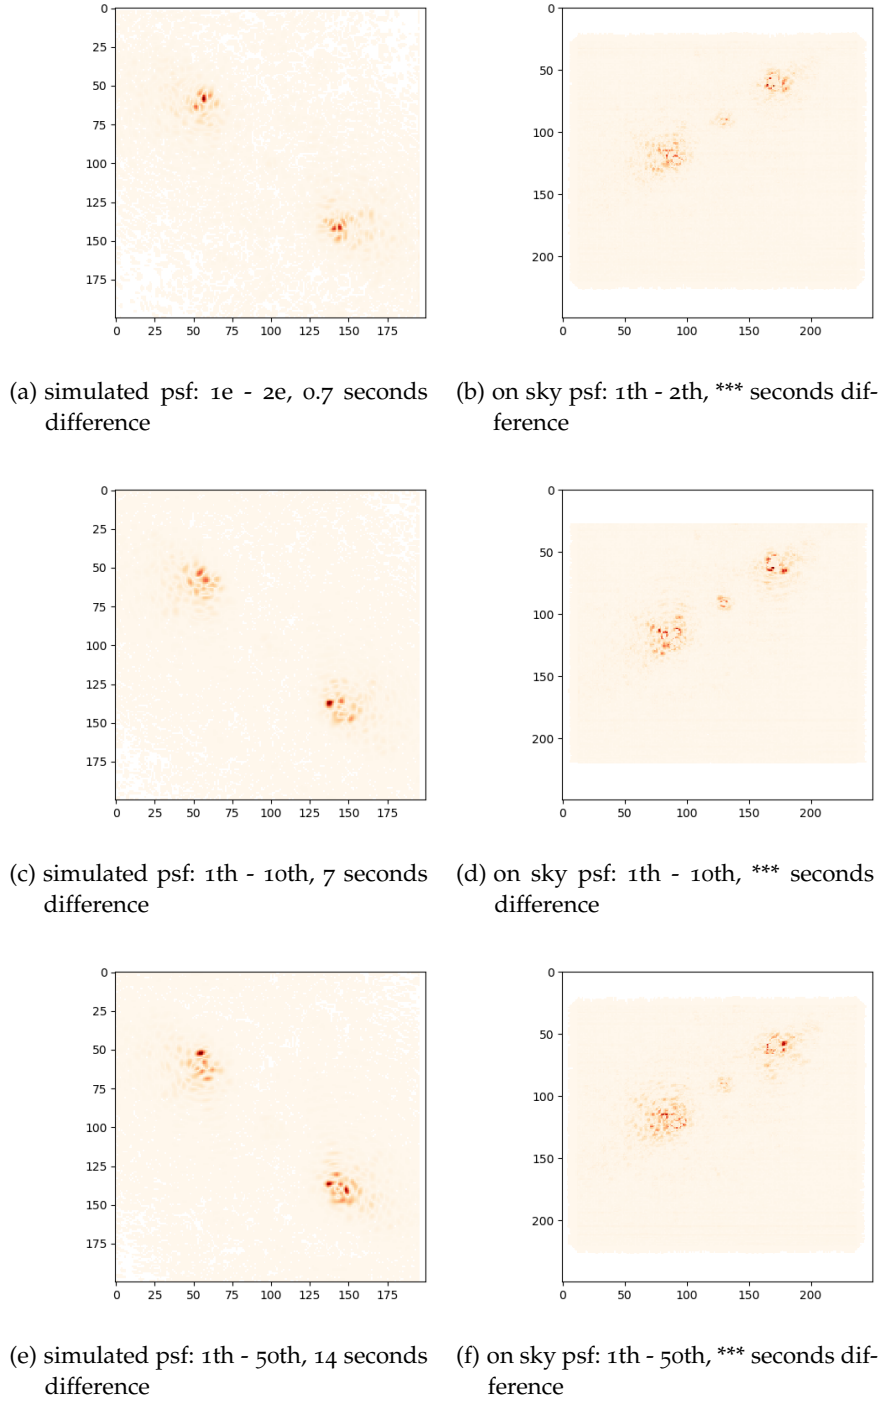 0
25
50
75
100
125
150
175
0 25 50 75 100 125 150 175
0
50
100
150
200
0 50 100 150 200
(a) simulated psf: 1e - 2e, 0.7 seconds
difference
(b) on sky psf: 1th - 2th, *** seconds dif-
ference
0
25
50
75
100
125
150
175
0 25 50 75 100 125 150 175
0
50
100
150
200
0 50 100 150 200
(c) simulated psf: 1th - 10th, 7 seconds
difference
(d) on sky psf: 1th - 10th, *** seconds
difference
0
25
50
75
100
125
150
175
0 25 50 75 100 125 150 175
0
50
100
150
200
0 50 100 150 200
(e) simulated psf: 1th - 50th, 14 seconds
difference
(f) on sky psf: 1th - 50th, *** seconds dif-
ference